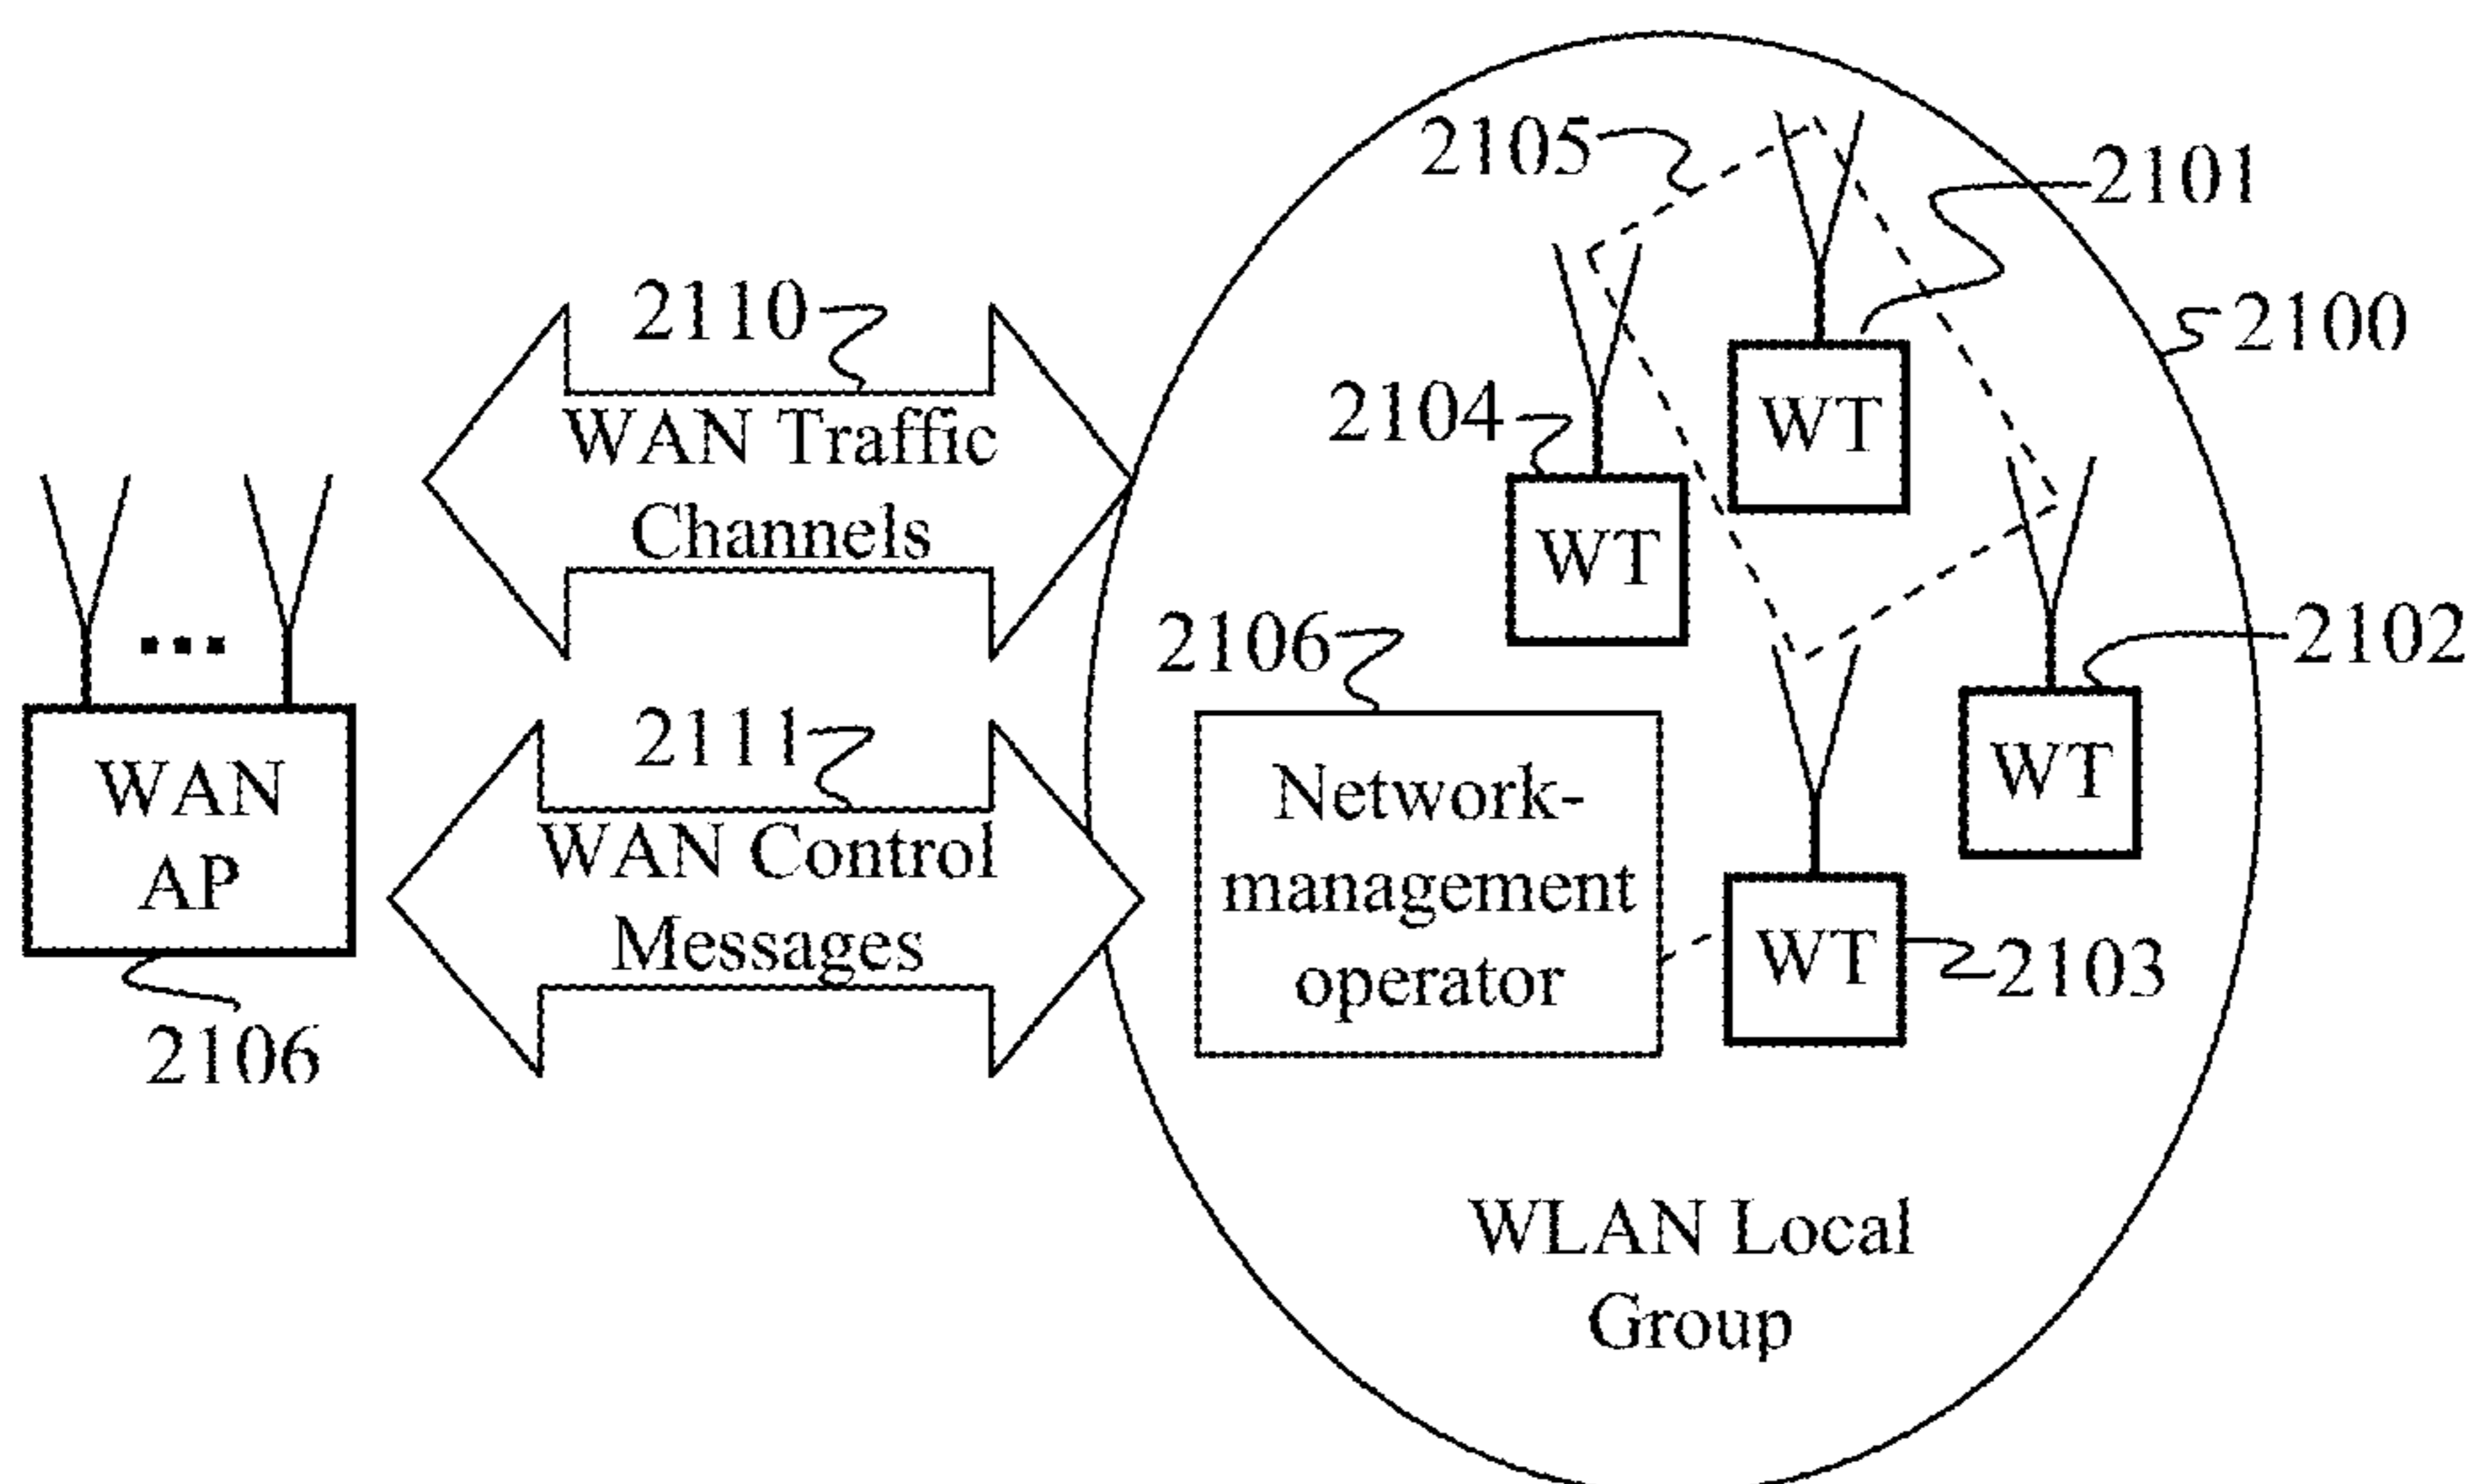 2105
2101
2110
2100
WAN Traffic
Channels
2104
WT
WT
2106
2102
WAN
AP
2111
WAN Control
Messages
Network-
management
operator
WT
WT
2103
2106
WLAN Local
Group